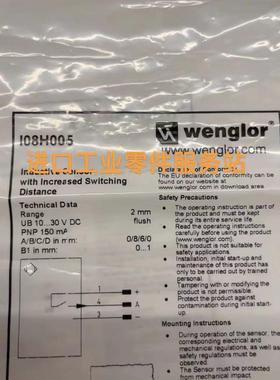 I08H005
wenglor
www.wenglor.com
进口工业零件服务站
Inductive Sensor
with Increased Switching
Distance
Technical Data
Range 2 mm
UB 10...30 V DC flush
PNP 150 mA
A/B/C/D in mm: 0/8/6/0
B1 in mm: 0...1
1 +
4 A
3 −
The EU declaration of conformity can be
found on our website at
www.wenglor.com in download area
Safety Precautions
• The operating instruction is part of
the product and must be kept
during its entire service life
• Read the operating instructions
carefully before using the product
(www.wenglor.com).
• This product is not suitable for
safety applications.
• Installation, initial start-up and
maintenance of this product has
only to be carried out by trained
personal.
• Tampering with or modifying
the product is not permissible.
• Protect the product against
contamination during initial start-
up.
Mounting Instructions
• During operation of the sensor, the
corresponding electrical and
mechanical regulations, as well as
safety regulations must be
observed.
• The Sensor must be protected
from mechanical impact.